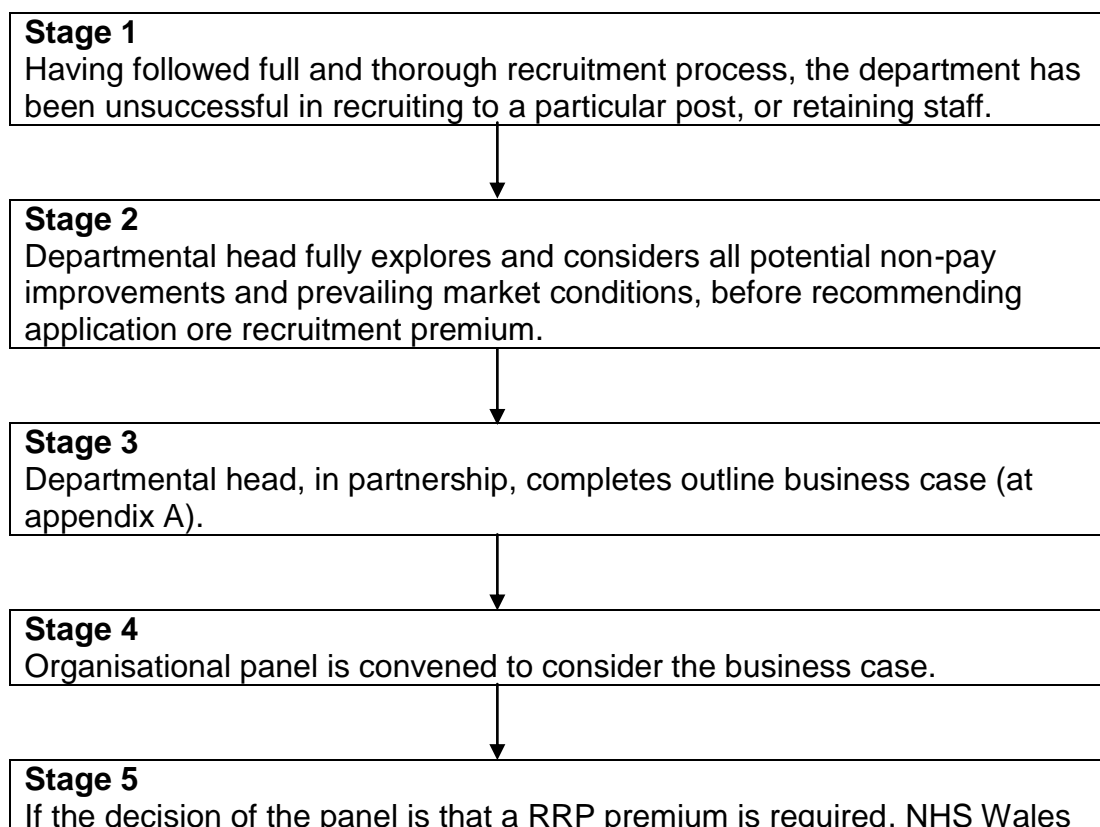 Stage 1
Having followed full and thorough recruitment process, the department has
been unsuccessful in recruiting to a particular post, or retaining staff.
Stage 2
Departmental head fully explores and considers all potential non-pay
improvements and prevailing market conditions, before recommending
application ore recruitment premium.
Stage 3
Departmental head, in partnership, completes outline business case (at
appendix A).
Stage 4
Organisational panel is convened to consider the business case.
Stage 5
If the decision of the panel is that a RRP premium is required, NHS Wales